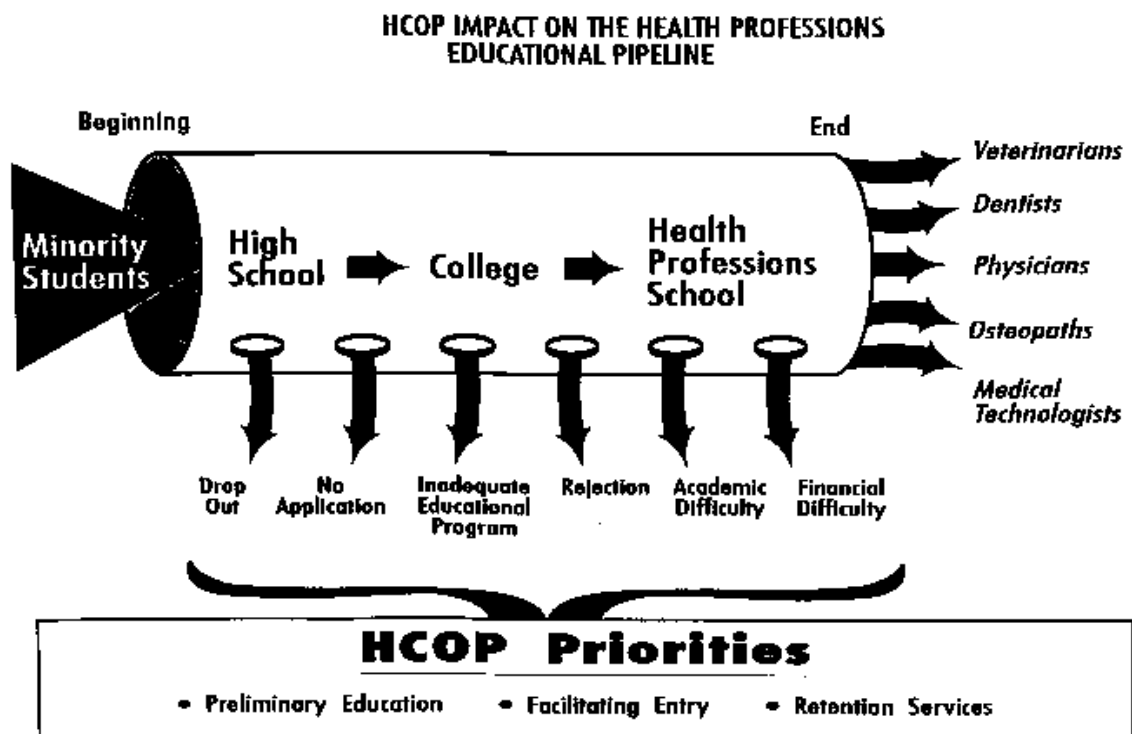 HCOP IMPACT ON THE HEALTH PROFESSIONS
EDUCATIONAL PIPELINE
Beginning
End
Minority
Students
High
School
College
Health
Professions
School
Veterinarians
Dentists
Physicians
Osteopaths
Medical
Technologists
Drop
Out
No
Application
Inadequate
Educational
Program
Rejection
Academic
Difficulty
Financial
Difficulty
HCOP Priorities
• Preliminary Education • Facilitating Entry • Retention Services